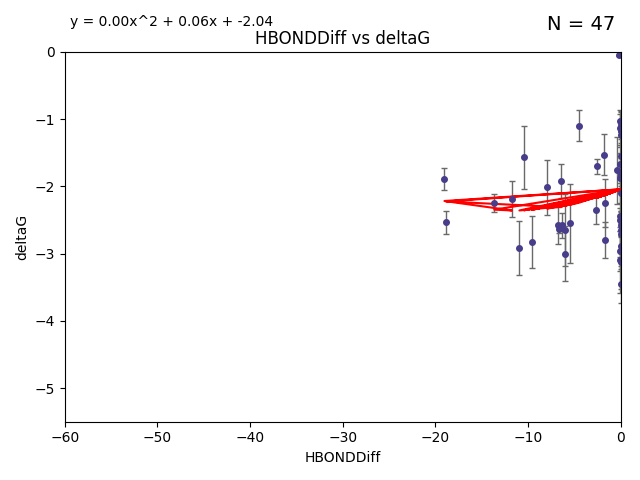 y = 0.00x^2 + 0.06x + -2.04
N = 47
HBONDDiff vs deltaG
deltaG
0
−1
−2
−3
−4
−5
−60
−50
−40
−30
−20
−10
0
HBONDDiff